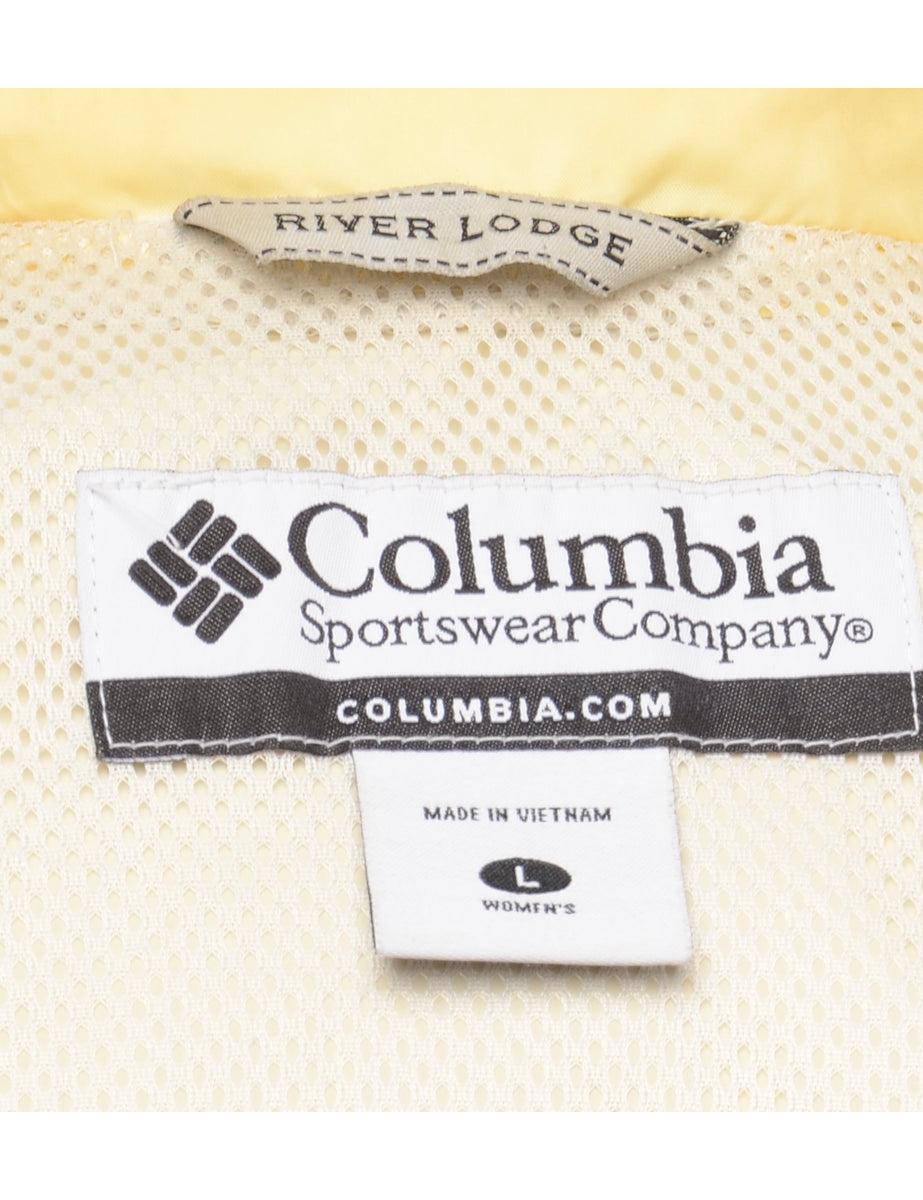 RIVER LODGE
Columbia
Sportswear Company®
COLUMBIA.COM
MADE IN VIETNAM
L
WOMEN'S